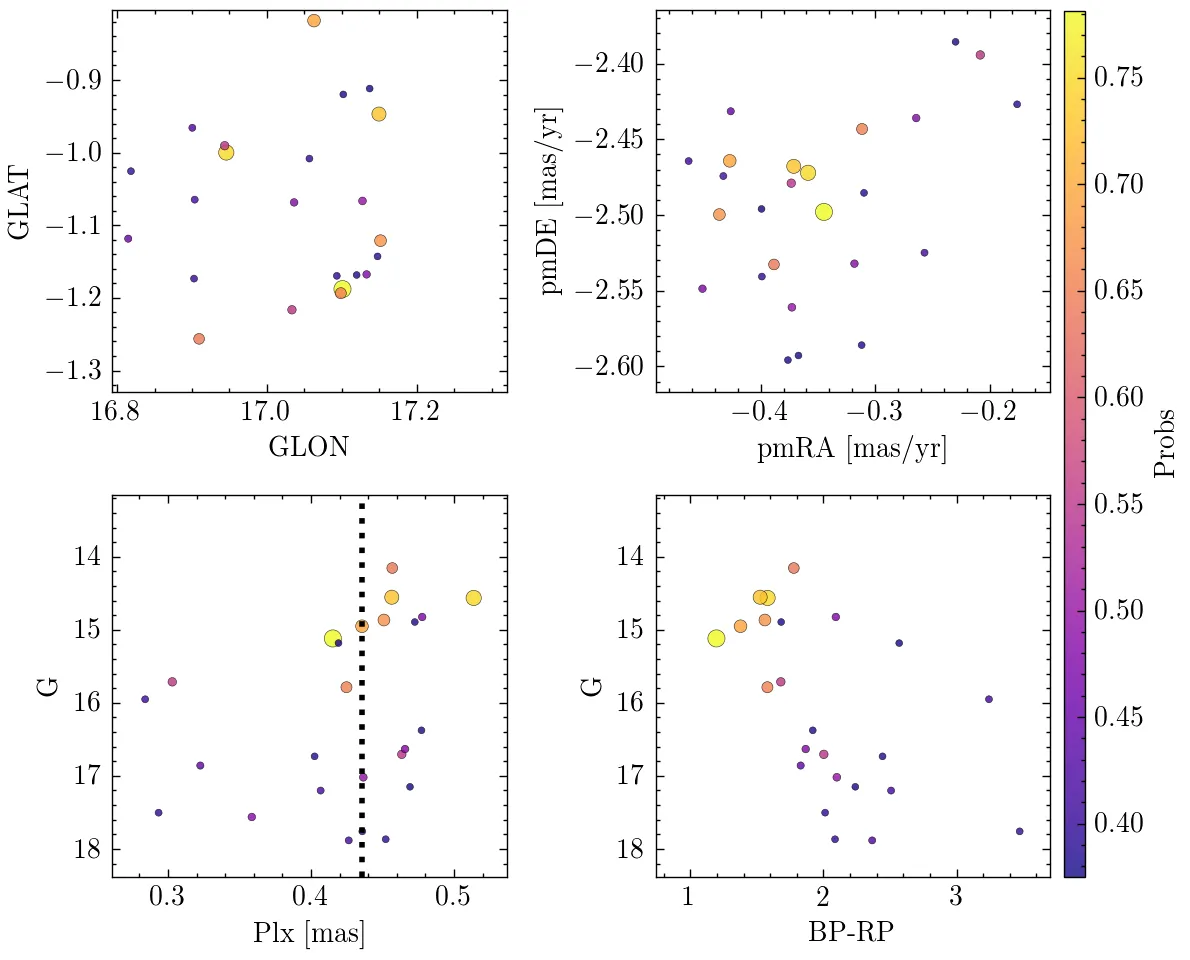 −0.9
−1.0
−1.1
−1.2
−1.3
GLAT
16.8 17.0 17.2
GLON
−2.40
−2.45
−2.50
−2.55
−2.60
pmDE [mas/yr]
−0.4 −0.3 −0.2
pmRA [mas/yr]
14
15
16
17
18
G
0.3 0.4 0.5
Plx [mas]
14
15
16
17
18
G
1 2 3
BP-RP
0.75
0.70
0.65
0.60
0.55
0.50
0.45
0.40
Probs